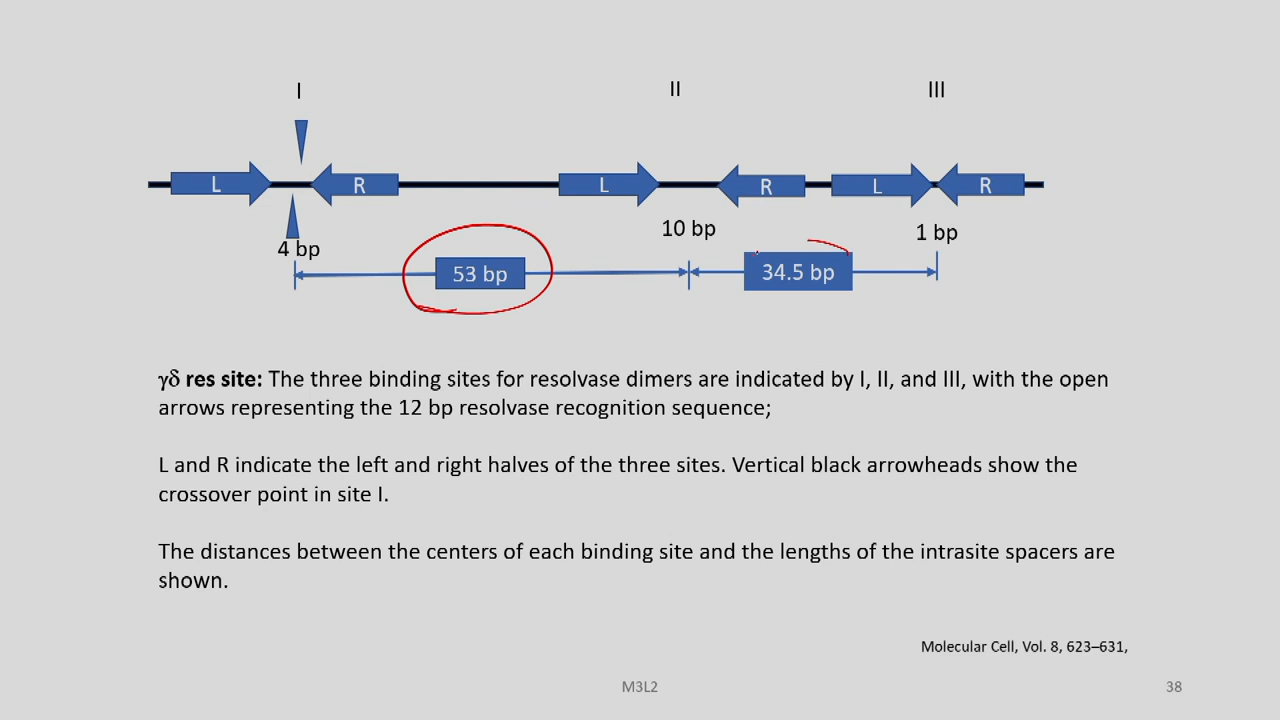 I II III
L R L R L R
10 bp 1 bp
4 bp
53 bp 34.5 bp
γδ res site: The three binding sites for resolvase dimers are indicated by I, II, and III, with the open
arrows representing the 12 bp resolvase recognition sequence;
L and R indicate the left and right halves of the three sites. Vertical black arrowheads show the
crossover point in site I.
The distances between the centers of each binding site and the lengths of the intrasite spacers are
shown.
Molecular Cell, Vol. 8, 623–631,
M3L2 38